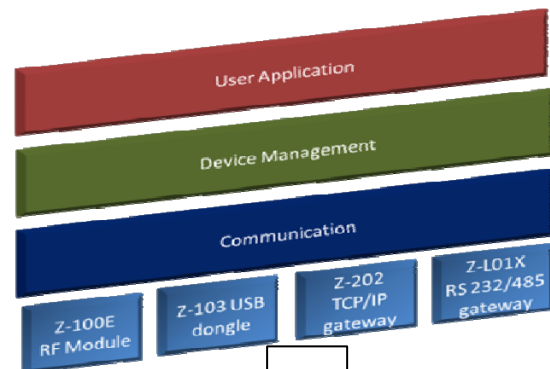 User Application
Device Management
Communication
Z-100E
RF Module
Z-103 USB
dongle
Z-202
TCP/IP
gateway
Z-L01X
RS 232/485
gateway